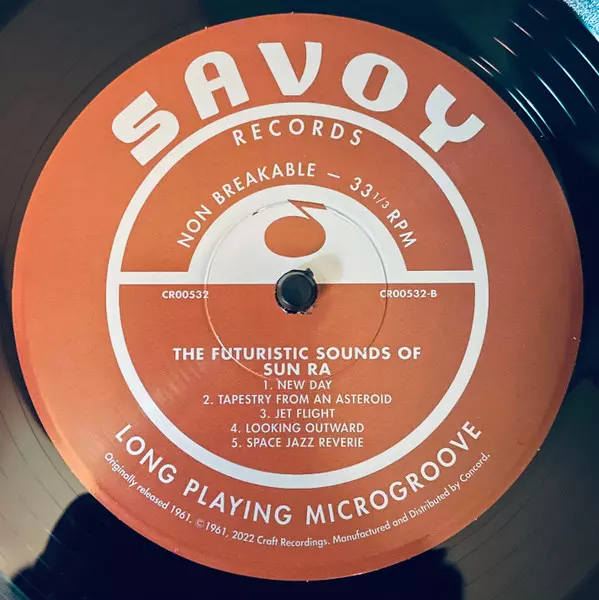 SAVOY
RECORDS
NON BREAKABLE – 33 1/3 RPM
CR00532
CR00532-B
THE FUTURISTIC SOUNDS OF
SUN RA
1. NEW DAY
2. TAPESTRY FROM AN ASTEROID
3. JET FLIGHT
4. LOOKING OUTWARD
5. SPACE JAZZ REVERIE
LONG PLAYING MICROGROOVE
Originally released 1961. ©1961, 2022 Craft Recordings. Manufactured and Distributed by Concord.